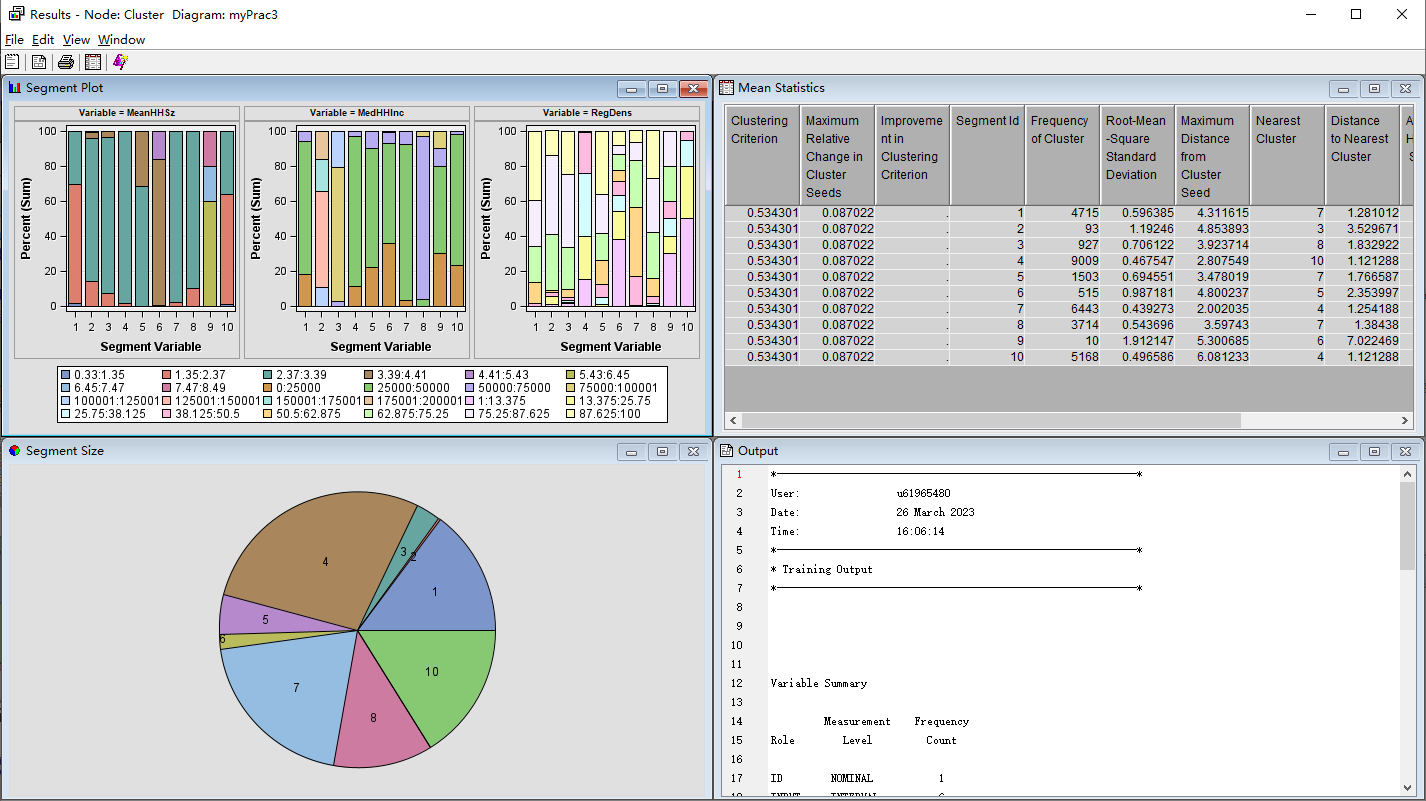 Results - Node: Cluster  Diagram: myPrac3
File Edit View Window
Segment Plot
Variable = MeanHHSz
Variable = MedHHInc
Variable = RegDens
Percent (Sum)
100
80
60
40
20
0
1 2 3 4 5 6 7 8 9 10
Segment Variable
Percent (Sum)
100
80
60
40
20
0
1 2 3 4 5 6 7 8 9 10
Segment Variable
Percent (Sum)
100
80
60
40
20
0
1 2 3 4 5 6 7 8 9 10
Segment Variable
0.33:1.35 1.35:2.37 2.37:3.39 3.39:4.41 4.41:5.43 5.43:6.45
6.45:7.47 7.47:8.49 0:25000 25000:50000 50000:75000 75000:100001
100001:125001 125001:150001 150001:175001 175001:200001 1:13.375 13.375:25.75
25.75:38.125 38.125:50.5 50.5:62.875 62.875:75.25 75.25:87.625 87.625:100
Mean Statistics
Clustering Criterion
Maximum Relative Change in Cluster Seeds
Improveme nt in Clustering Criterion
Segment Id
Frequency of Cluster
Root-Mean -Square Standard Deviation
Maximum Distance from Cluster Seed
Nearest Cluster
Distance to Nearest Cluster
0.534301 0.087022 . 1 4715 0.596385 4.311615 7 1.281012
0.534301 0.087022 . 2 93 1.19246 4.853893 3 3.529671
0.534301 0.087022 . 3 927 0.706122 3.923714 8 1.832922
0.534301 0.087022 . 4 9009 0.467547 2.807549 10 1.121288
0.534301 0.087022 . 5 1503 0.694551 3.478019 7 1.766587
0.534301 0.087022 . 6 515 0.987181 4.800237 5 2.353997
0.534301 0.087022 . 7 6443 0.439273 2.002035 4 1.254188
0.534301 0.087022 . 8 3714 0.543696 3.59743 7 1.38438
0.534301 0.087022 . 9 10 1.912147 5.300685 6 7.022469
0.534301 0.087022 . 10 5168 0.496586 6.081233 4 1.121288
Segment Size
4
3
2
1
5
6
10
7
8
Output
1 *------------------------------------------------------------*
2 User: u61965480
3 Date: 26 March 2023
4 Time: 16:06:14
5 *------------------------------------------------------------*
6 * Training Output
7 *------------------------------------------------------------*
8
9
10
11
12 Variable Summary
13
14 Measurement Frequency
15 Role Level Count
16
17 ID NOMINAL 1